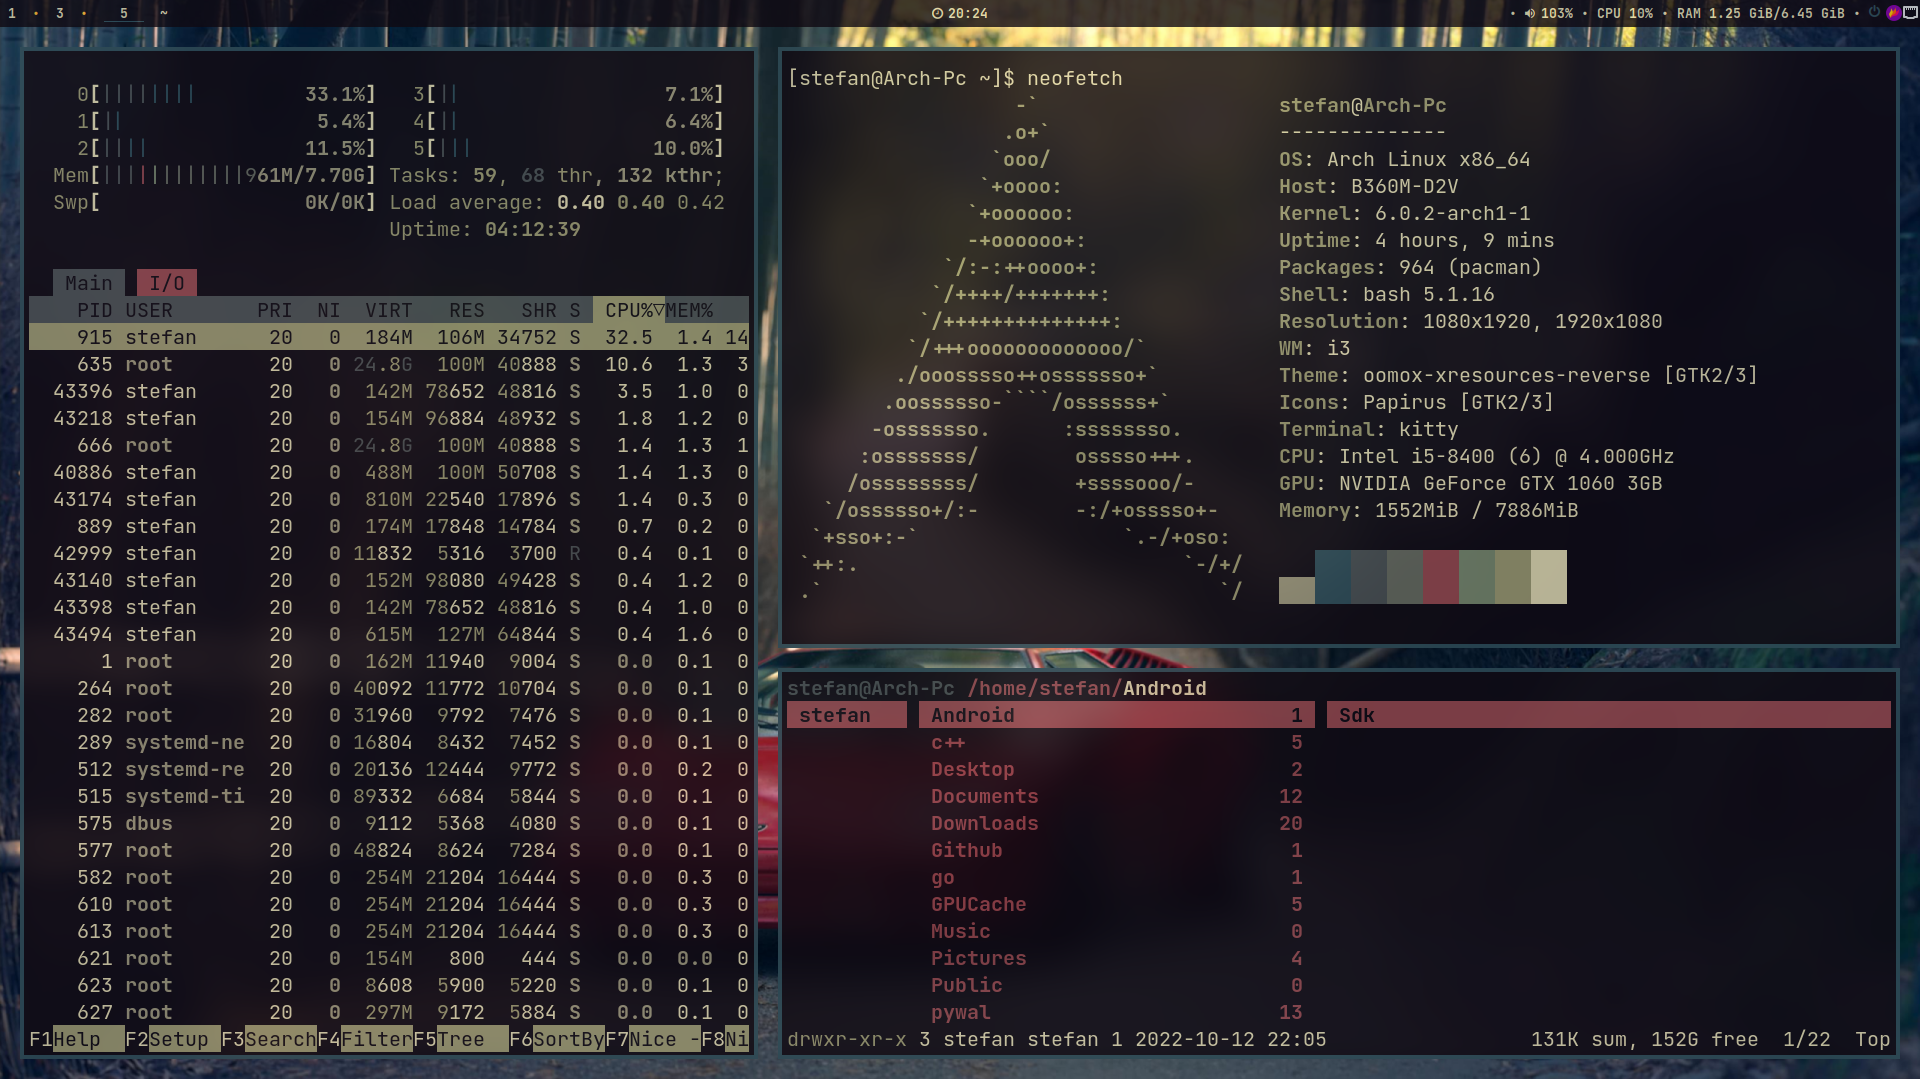 1 • 3 • 5 ~
20:24
• 103% • CPU 10% • RAM 1.25 GiB/6.45 GiB •
0[|||||||| 33.1%] 3[|| 7.1%]
1[|| 5.4%] 4[|| 6.4%]
2[|||| 11.5%] 5[||| 10.0%]
Mem[||||||||||||961M/7.70G] Tasks: 59, 68 thr, 132 kthr;
Swp[ 0K/0K] Load average: 0.40 0.40 0.42
Uptime: 04:12:39
Main I/O
PID USER PRI NI VIRT RES SHR S CPU%▽MEM%
915 stefan 20 0 184M 106M 34752 S 32.5 1.4 14
635 root 20 0 24.8G 100M 40888 S 10.6 1.3 3
43396 stefan 20 0 142M 78652 48816 S 3.5 1.0 0
43218 stefan 20 0 154M 96884 48932 S 1.8 1.2 0
666 root 20 0 24.8G 100M 40888 S 1.4 1.3 1
40886 stefan 20 0 488M 100M 50708 S 1.4 1.3 0
43174 stefan 20 0 810M 22540 17896 S 1.4 0.3 0
889 stefan 20 0 174M 17848 14784 S 0.7 0.2 0
42999 stefan 20 0 11832 5316 3700 R 0.4 0.1 0
43140 stefan 20 0 152M 98080 49428 S 0.4 1.2 0
43398 stefan 20 0 142M 78652 48816 S 0.4 1.0 0
43494 stefan 20 0 615M 127M 64844 S 0.4 1.6 0
1 root 20 0 162M 11940 9004 S 0.0 0.1 0
264 root 20 0 40092 11772 10704 S 0.0 0.1 0
282 root 20 0 31960 9792 7476 S 0.0 0.1 0
289 systemd-ne 20 0 16804 8432 7452 S 0.0 0.1 0
512 systemd-re 20 0 20136 12444 9772 S 0.0 0.2 0
515 systemd-ti 20 0 89332 6684 5844 S 0.0 0.1 0
575 dbus 20 0 9112 5368 4080 S 0.0 0.1 0
577 root 20 0 48824 8624 7284 S 0.0 0.1 0
582 root 20 0 254M 21204 16444 S 0.0 0.3 0
610 root 20 0 254M 21204 16444 S 0.0 0.3 0
613 root 20 0 254M 21204 16444 S 0.0 0.3 0
621 root 20 0 154M 800 444 S 0.0 0.0 0
623 root 20 0 8608 5900 5220 S 0.0 0.1 0
627 root 20 0 297M 9172 5884 S 0.0 0.1 0
F1Help F2Setup F3SearchF4FilterF5Tree F6SortByF7Nice -F8Ni
[stefan@Arch-Pc ~]$ neofetch
-`
.o+`
`ooo/
`+oooo:
`+oooooo:
-+oooooo+:
`/:-:++oooo+:
`/++++/+++++++:
`/++++++++++++++:
`/+++ooooooooooooo/`
./ooosssso++osssssso+`
.oossssso-````/ossssss+`
-osssssso. :ssssssso.
:osssssss/ osssso+++.
/ossssssss/ +ssssooo/-
`/ossssso+/:- -:/+osssso+-
`+sso+:-` `.-/+oso:
`++:. `-/+/
.` `/
stefan@Arch-Pc
--------------
OS: Arch Linux x86_64
Host: B360M-D2V
Kernel: 6.0.2-arch1-1
Uptime: 4 hours, 9 mins
Packages: 964 (pacman)
Shell: bash 5.1.16
Resolution: 1080x1920, 1920x1080
WM: i3
Theme: oomox-xresources-reverse [GTK2/3]
Icons: Papirus [GTK2/3]
Terminal: kitty
CPU: Intel i5-8400 (6) @ 4.000GHz
GPU: NVIDIA GeForce GTX 1060 3GB
Memory: 1552MiB / 7886MiB
stefan@Arch-Pc /home/stefan/Android
stefan Android 1 Sdk
c++ 5
Desktop 2
Documents 12
Downloads 20
Github 1
go 1
GPUCache 5
Music 0
Pictures 4
Public 0
pywal 13
drwxr-xr-x 3 stefan stefan 1 2022-10-12 22:05 131K sum, 152G free 1/22 Top